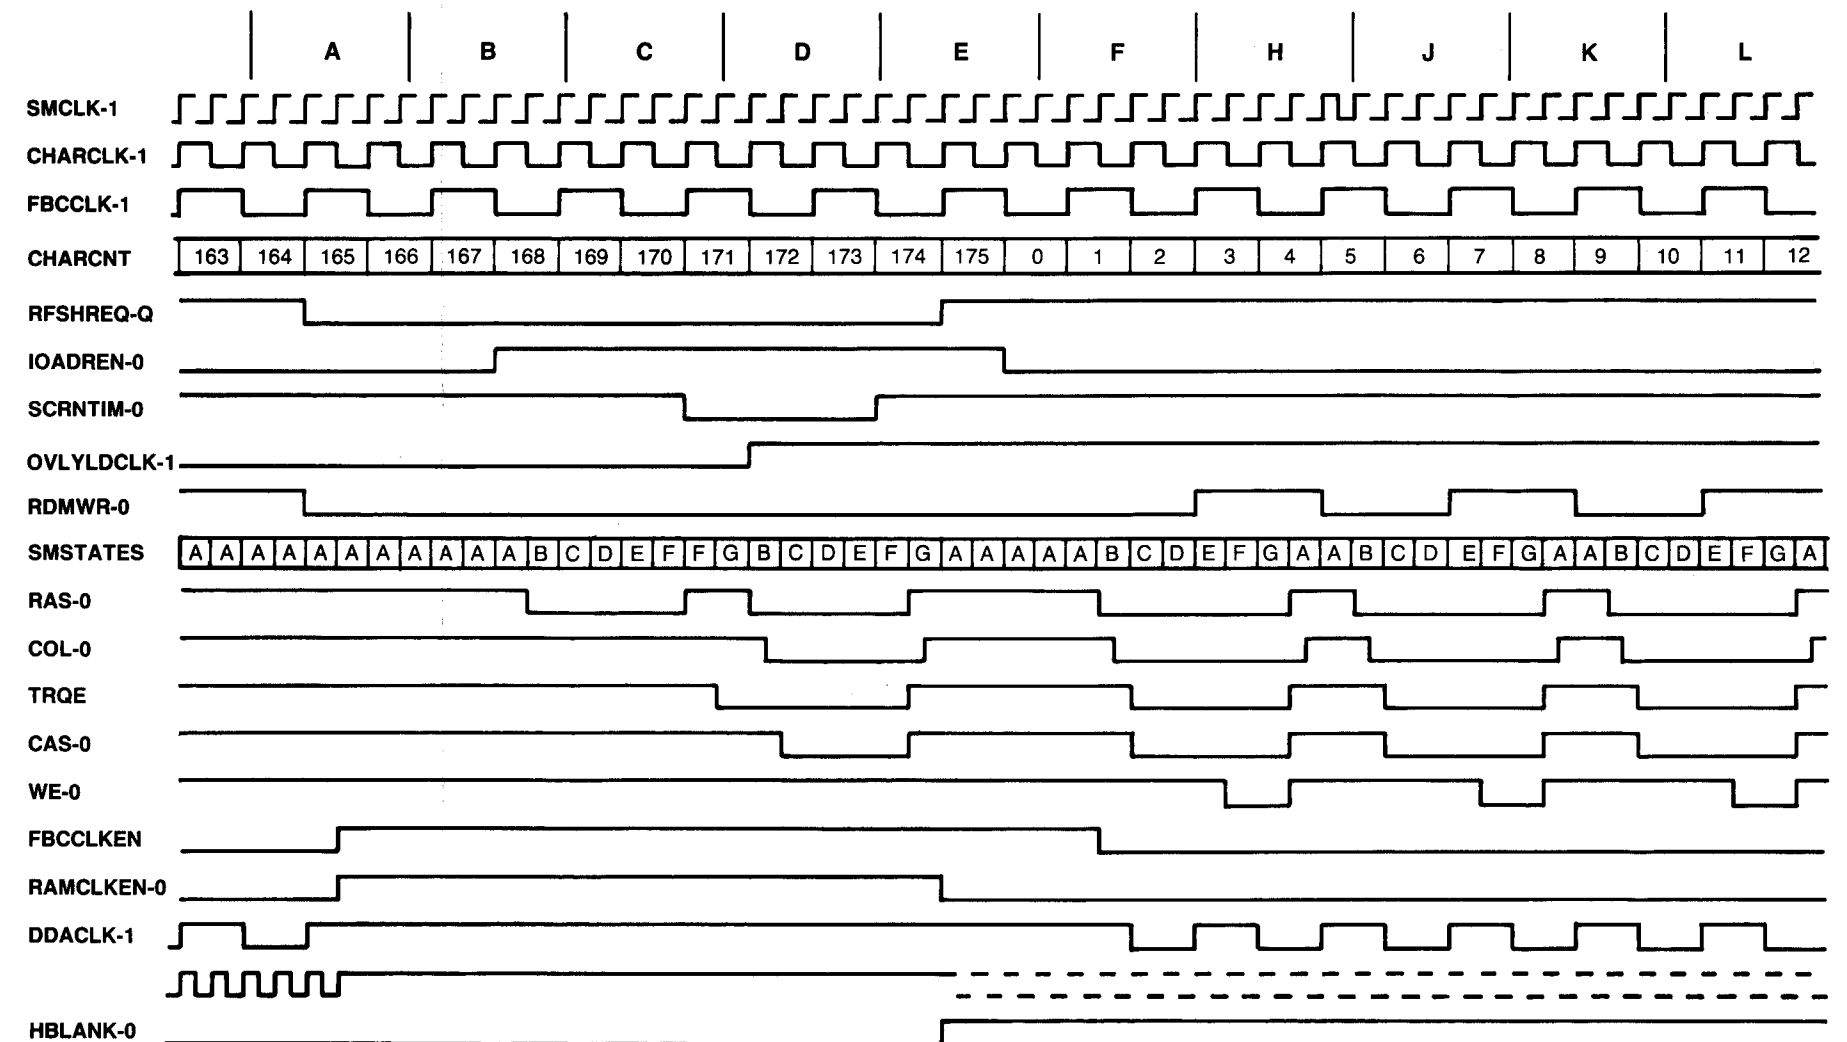 A B C D E F H J K L
SMCLK-1
CHARCLK-1
FBCCLK-1
CHARCNT 163 164 165 166 167 168 169 170 171 172 173 174 175 0 1 2 3 4 5 6 7 8 9 10 11 12
RFSHREQ-Q
IOADREN-0
SCRNTIM-0
OVLYLDCLK-1
RDMWR-0
SMSTATES A A A A A A A A A A A B C D E F F G B C D E F G A A A A A B C D E F G A A B C D E F G A A B C D E F G A
RAS-0
COL-0
TRQE
CAS-0
WE-0
FBCCLKEN
RAMCLKEN-0
DDACLK-1
HBLANK-0